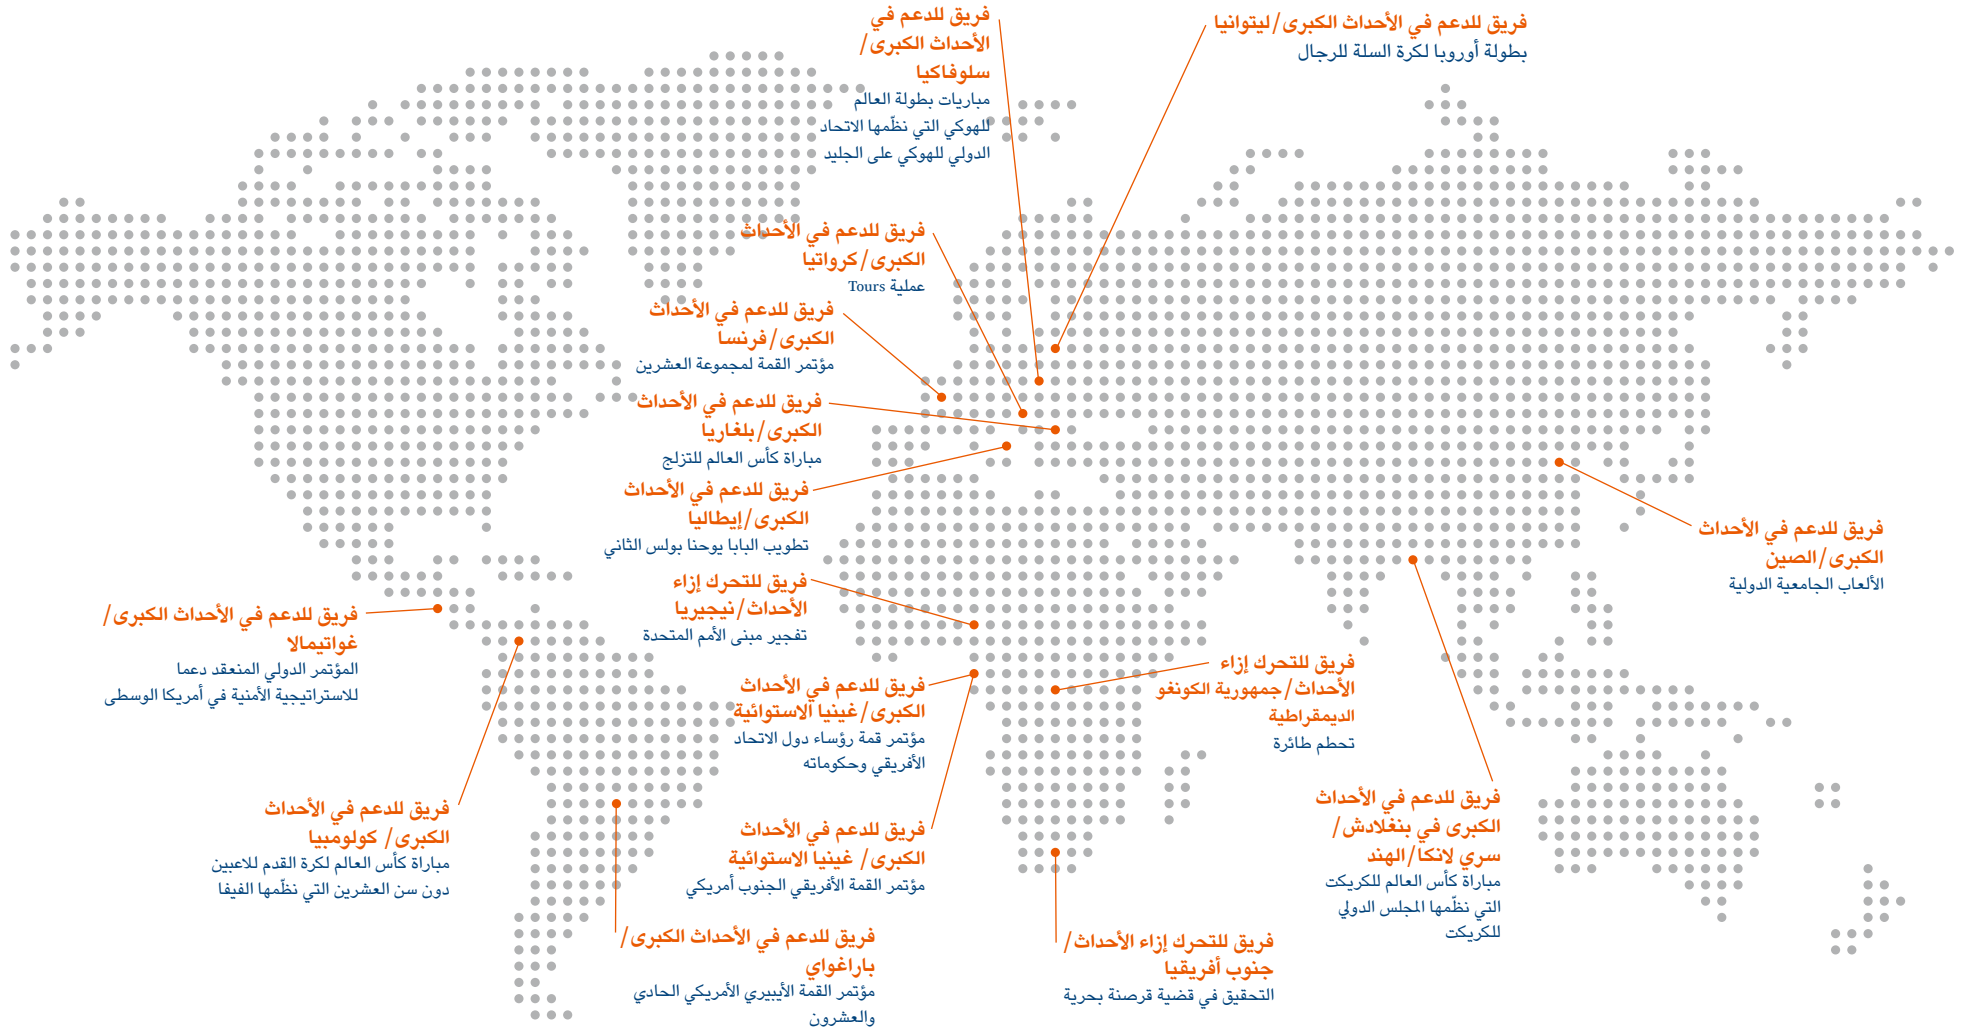 فريق للدعم في الأحداث الكبرى/ليتوانيا
بطولة أوروبا لكرة السلة للرجال
فريق للدعم في
الأحداث الكبرى/
سلوفاكيا
مباريات بطولة العالم
للهوكي التي نظّمها الاتحاد
الدولي للهوكي على الجليد
فريق للدعم في الأحداث
الكبرى/كرواتيا
عملية Tours
فريق للدعم في الأحداث
الكبرى/فرنسا
مؤتمر القمة لمجموعة العشرين
فريق للدعم في الأحداث
الكبرى/بلغاريا
مباراة كأس العالم للتزلج
فريق للدعم في الأحداث
الكبرى/إيطاليا
تطويب البابا يوحنا بولس الثاني
فريق للدعم في الأحداث
الكبرى/الصين
الألعاب الجامعية الدولية
فريق للتحرك إزاء
الأحداث/نيجيريا
تفجير مبنى الأمم المتحدة
فريق للدعم في الأحداث الكبرى/
غواتيمالا
المؤتمر الدولي المنعقد دعما
للاستراتيجية الأمنية في أمريكا الوسطى
فريق للتحرك إزاء
الأحداث/جمهورية الكونغو
الديمقراطية
تحطم طائرة
فريق للدعم في الأحداث
الكبرى/غينيا الاستوائية
مؤتمر قمة رؤساء دول الاتحاد
الأفريقي وحكوماته
فريق للدعم في الأحداث
الكبرى في بنغلادش/
سري لانكا/الهند
مباراة كأس العالم للكريكت
التي نظّمها المجلس الدولي
للكريكت
فريق للدعم في الأحداث
الكبرى/ كولومبيا
مباراة كأس العالم لكرة القدم للاعبين
دون سن العشرين التي نظّمها الفيفا
فريق للدعم في الأحداث
الكبرى/ غينيا الاستوائية
مؤتمر القمة الأفريقي الجنوب أمريكي
فريق للدعم في الأحداث الكبرى/
باراغواي
مؤتمر القمة الأيبيري الأمريكي الحادي
والعشرون
فريق للتحرك إزاء الأحداث/
جنوب أفريقيا
التحقيق في قضية قرصنة بحرية